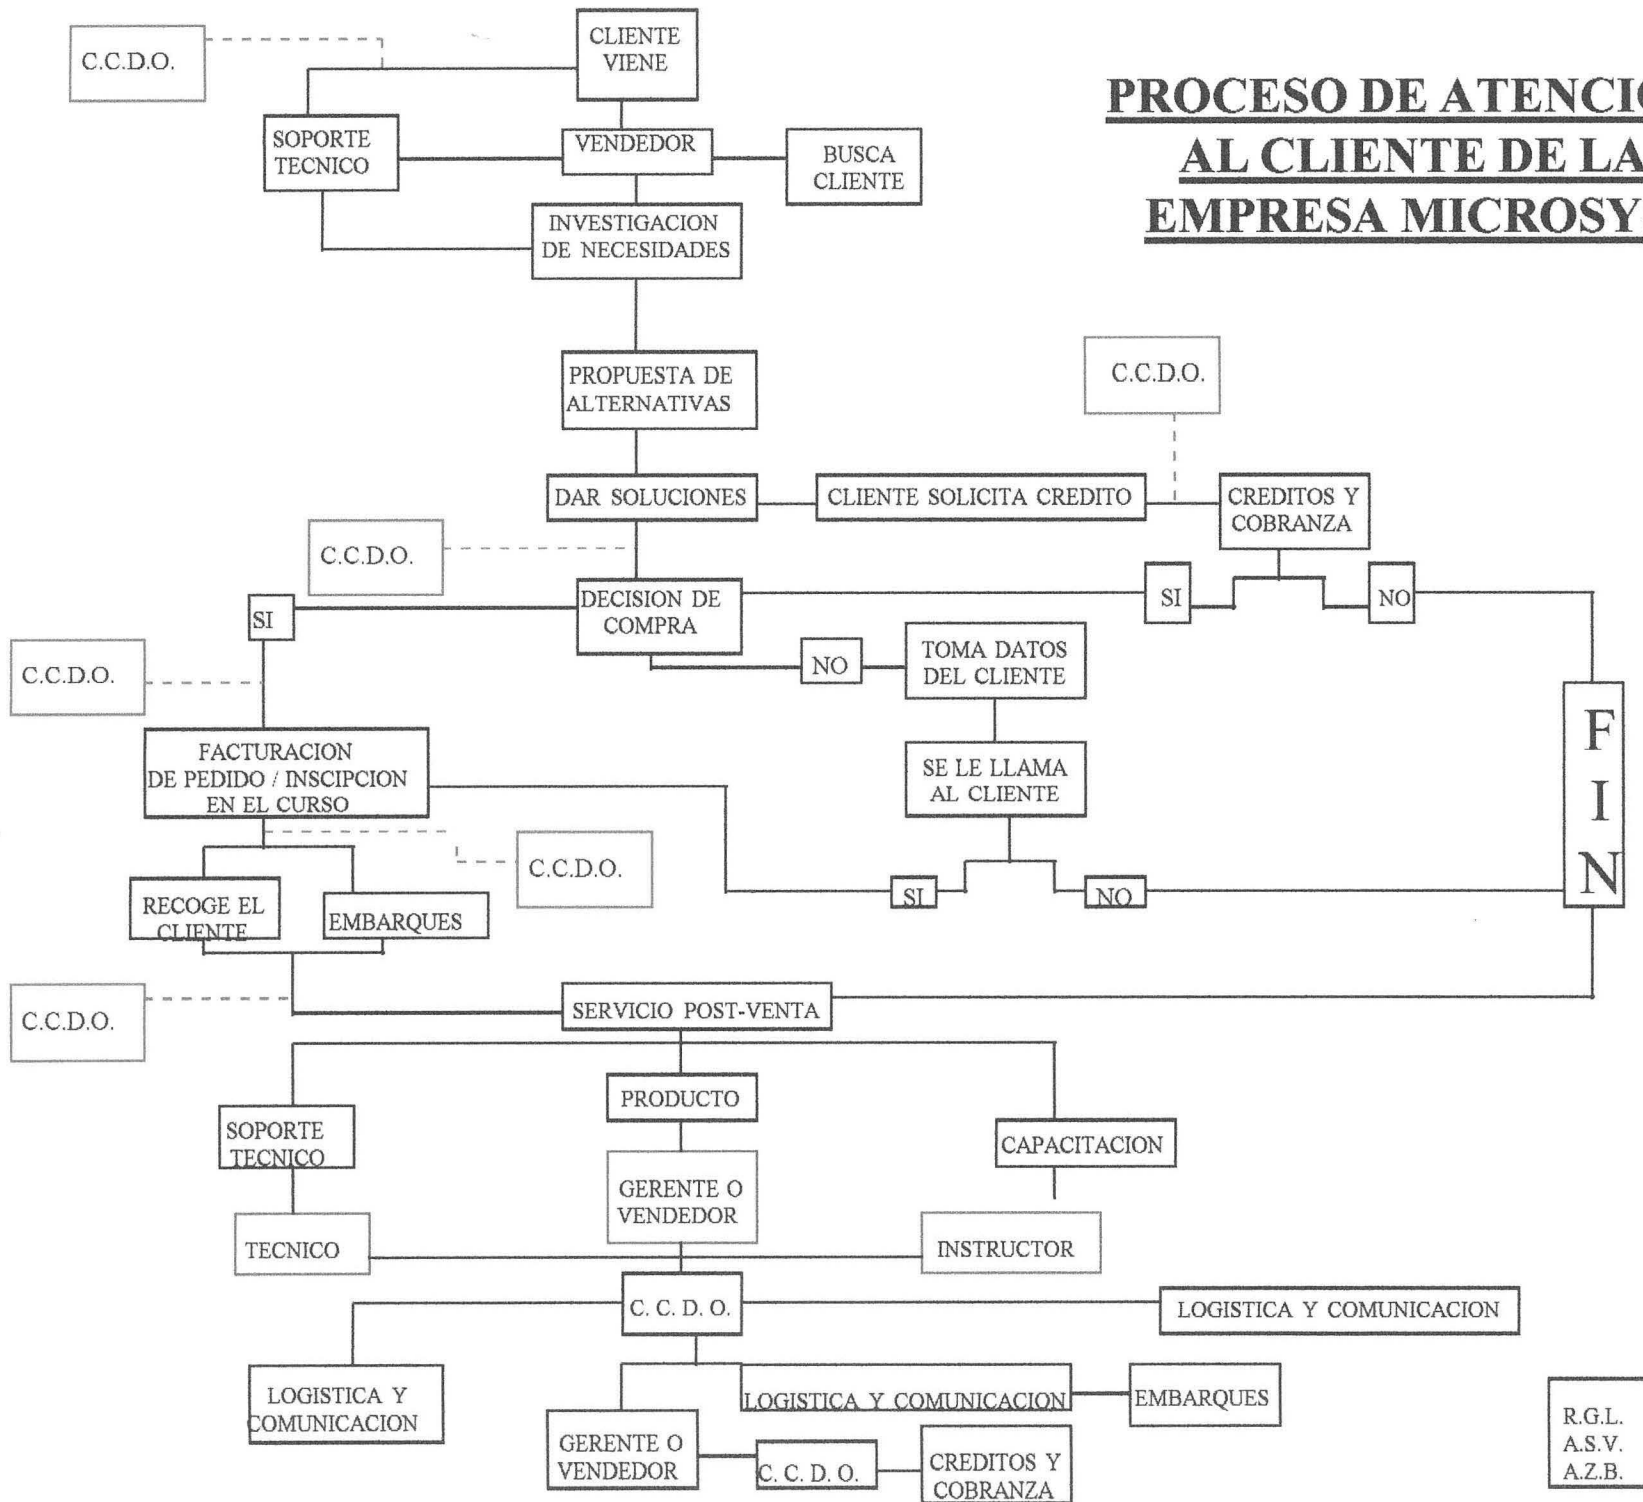 C.C.D.O.
CLIENTE
VIENE
PROCESO DE ATENCIO
AL CLIENTE DE LA
EMPRESA MICROSY
SOPORTE
TECNICO
VENDEDOR
BUSCA
CLIENTE
INVESTIGACION
DE NECESIDADES
PROPUESTA DE
ALTERNATIVAS
C.C.D.O.
DAR SOLUCIONES
CLIENTE SOLICITA CREDITO
CREDITOS Y
COBRANZA
C.C.D.O.
SI
DECISION DE
COMPRA
SI
NO
NO
TOMA DATOS
DEL CLIENTE
C.C.D.O.
FACTURACION
DE PEDIDO / INSCIPCION
EN EL CURSO
SE LE LLAMA
AL CLIENTE
F
I
N
C.C.D.O.
RECOGE EL
CLIENTE
EMBARQUES
SI
NO
C.C.D.O.
SERVICIO POST-VENTA
PRODUCTO
SOPORTE
TECNICO
CAPACITACION
GERENTE O
VENDEDOR
TECNICO
INSTRUCTOR
C. C. D. O.
LOGISTICA Y COMUNICACION
LOGISTICA Y
COMUNICACION
LOGISTICA Y COMUNICACION
EMBARQUES
GERENTE O
VENDEDOR
C. C. D. O.
CREDITOS Y
COBRANZA
R.G.L.
A.S.V.
A.Z.B.